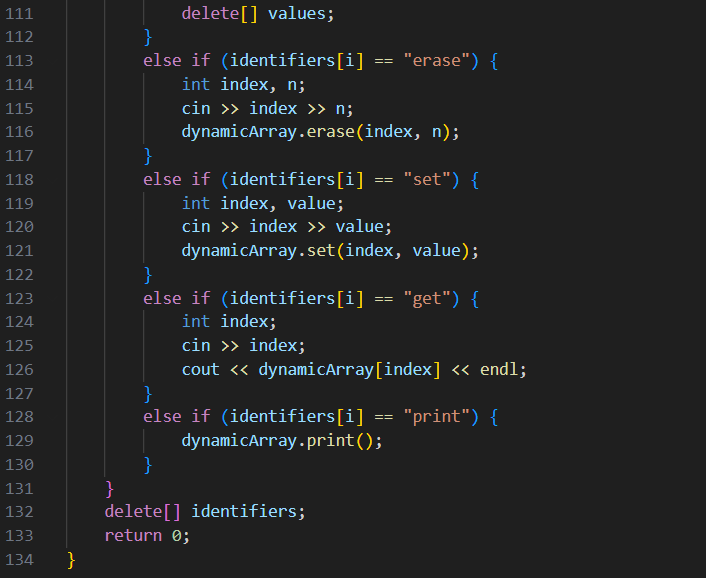 111 delete[] values;
112 }
113 else if (identifiers[i] == "erase") {
114 int index, n;
115 cin >> index >> n;
116 dynamicArray.erase(index, n);
117 }
118 else if (identifiers[i] == "set") {
119 int index, value;
120 cin >> index >> value;
121 dynamicArray.set(index, value);
122 }
123 else if (identifiers[i] == "get") {
124 int index;
125 cin >> index;
126 cout << dynamicArray[index] << endl;
127 }
128 else if (identifiers[i] == "print") {
129 dynamicArray.print();
130 }
131 }
132 delete[] identifiers;
133 return 0;
134 }